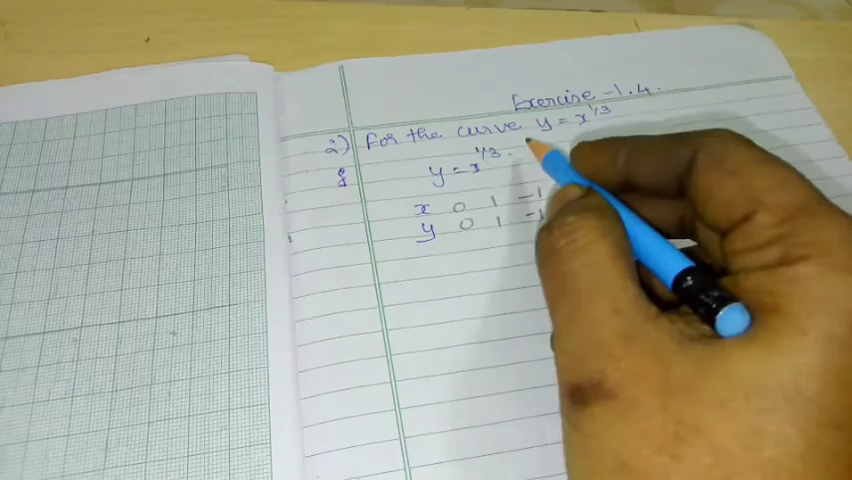 Exercise - 1.4.
2) For the curve y = x^1/3
y = x^1/3.
x 0 1 -1
y 0 1 -1